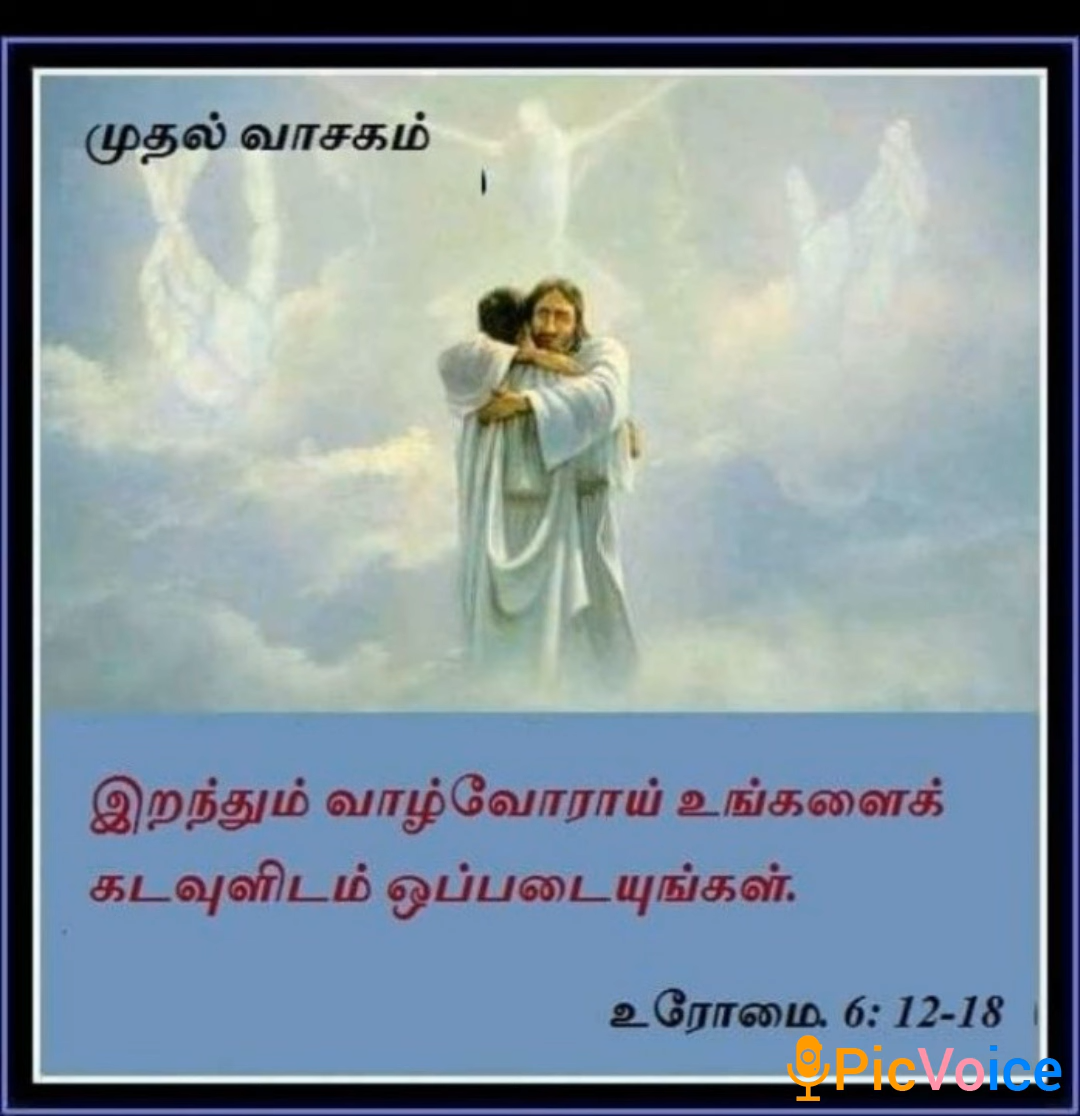 முதல் வாசகம்
இறந்தும் வாழ்வோராய் உங்களைக்
கடவுளிடம் ஒப்படையுங்கள்.
உரோமை. 6: 12-18
PicVoice